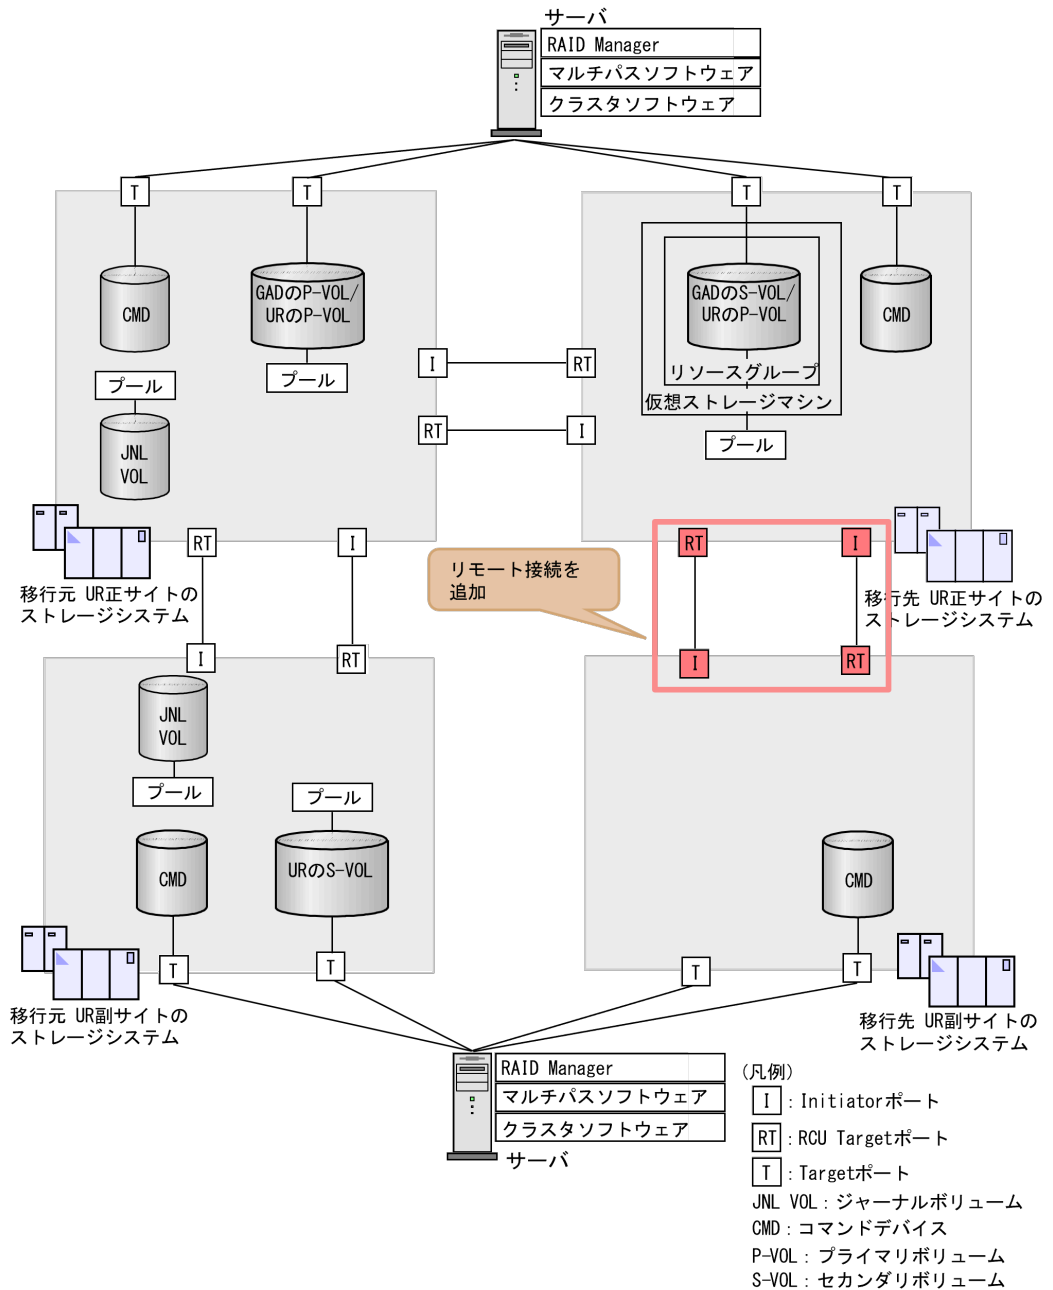 サーバ
RAID Manager
マルチパスソフトウェア
クラスタソフトウェア
T
T
T
T
CMD
GADのP-VOL/
URのP-VOL
GADのS-VOL/
URのP-VOL
CMD
プール
プール
I
RT
リソースグループ
仮想ストレージマシン
RT
I
プール
JNL
VOL
RT
I
RT
I
移行元 UR正サイトの
ストレージシステム
リモート接続を
追加
移行先 UR正サイトの
ストレージシステム
I
RT
I
RT
JNL
VOL
プール
プール
CMD
URのS-VOL
CMD
T
T
T
T
移行元 UR副サイトの
ストレージシステム
移行先 UR副サイトの
ストレージシステム
RAID Manager
マルチパスソフトウェア
クラスタソフトウェア
サーバ
(凡例)
I : Initiatorポート
RT : RCU Targetポート
T : Targetポート
JNL VOL : ジャーナルボリューム
CMD : コマンドデバイス
P-VOL : プライマリボリューム
S-VOL : セカンダリボリューム